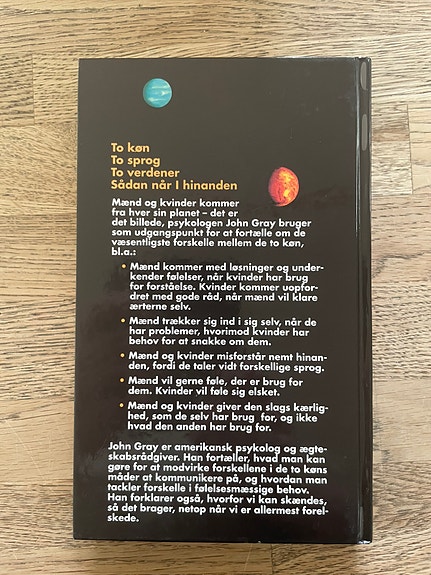 To køn
To sprog
To verdener
Sådan når I hinanden
Mænd og kvinder kommer
fra hver sin planet – det er
det billede, psykologen John Gray bruger
som udgangspunkt for at fortælle om de
væsentligste forskelle mellem de to køn,
bl.a.:
• Mænd kommer med løsninger og under-
kender følelser, når kvinder har brug
for forståelse. Kvinder kommer uopfor-
dret med gode råd, når mænd vil klare
ærterne selv.
• Mænd trækker sig ind i sig selv, når de
har problemer, hvorimod kvinder har
behov for at snakke om dem.
• Mænd og kvinder misforstår nemt hinan-
den, fordi de taler vidt forskellige sprog.
• Mænd vil gerne føle, der er brug for
dem. Kvinder vil føle sig elsket.
• Mænd og kvinder giver den slags kærlig-
hed, som de selv har brug for, og ikke
hvad den anden har brug for.
John Gray er amerikansk psykolog og ægte-
skabsrådgiver. Han fortæller, hvad man kan
gøre for at modvirke forskellene i de to køns
måder at kommunikere på, og hvordan man
tackler forskelle i følelsesmæssige behov.
Han forklarer også, hvorfor vi kan skændes,
så det brager, netop når vi er allermest forel-
skede.